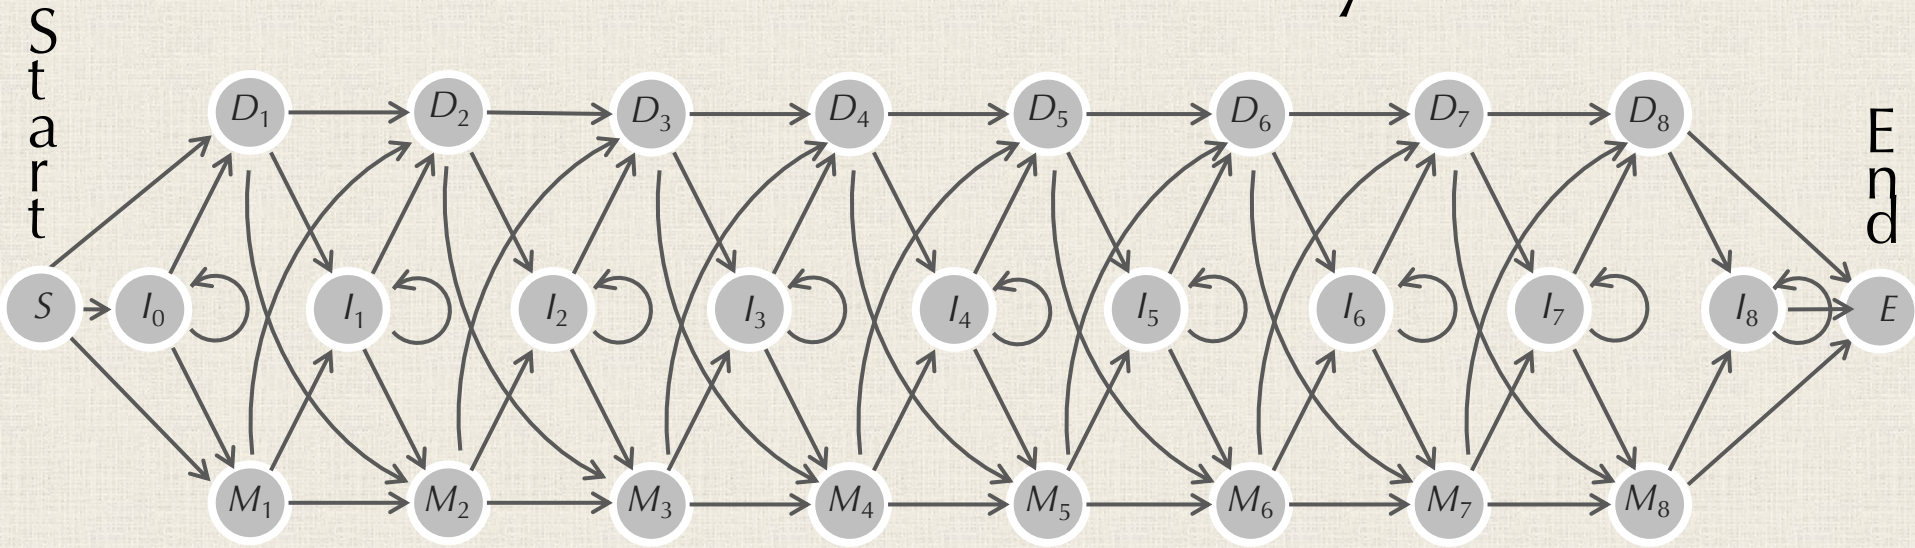 Start
D1 D2 D3 D4 D5 D6 D7 D8
End
S I0 I1 I2 I3 I4 I5 I6 I7 I8 E
M1 M2 M3 M4 M5 M6 M7 M8